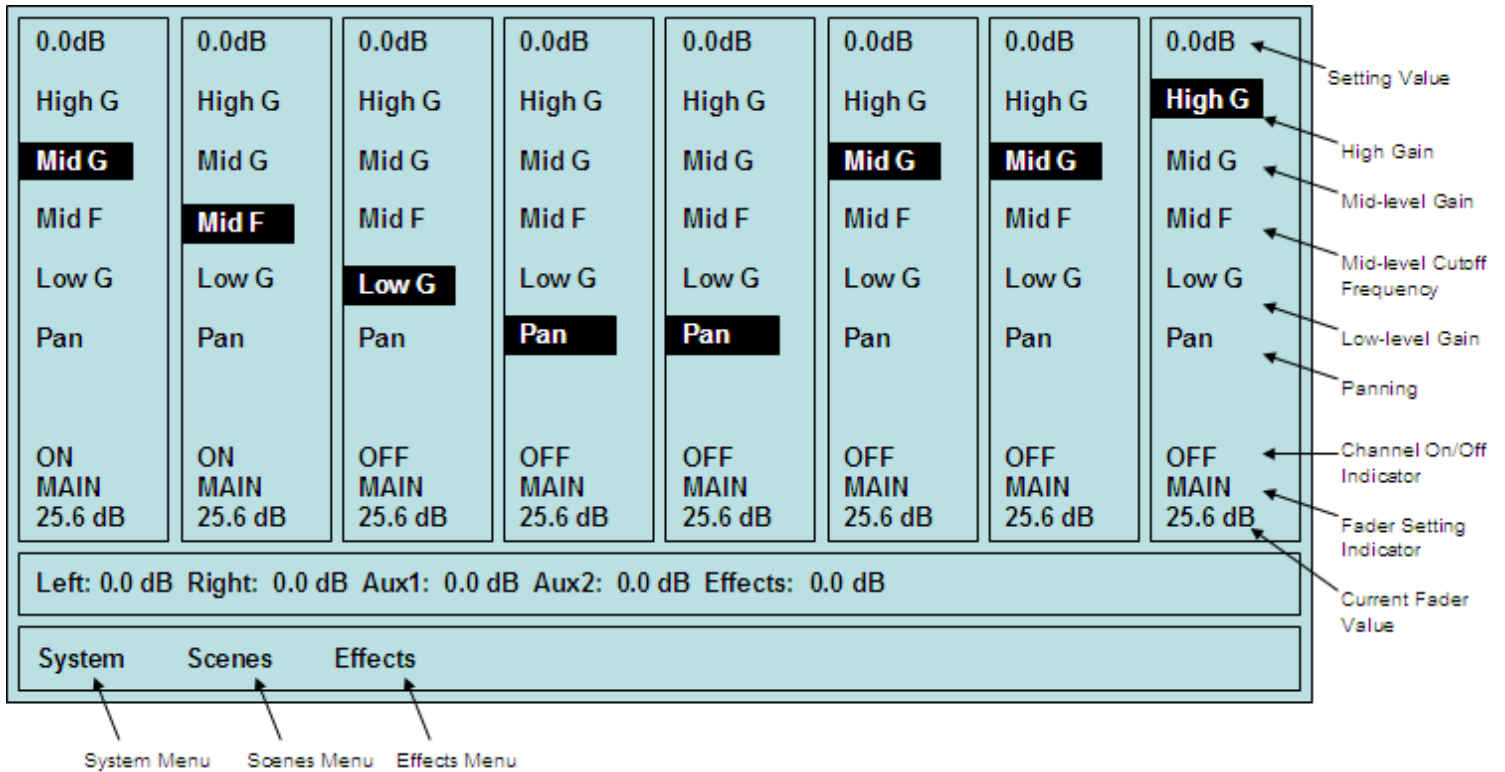 0.0dB 0.0dB 0.0dB 0.0dB 0.0dB 0.0dB 0.0dB 0.0dB
Setting Value
High G High G High G High G High G High G High G High G
High Gain
Mid G Mid G Mid G Mid G Mid G Mid G Mid G Mid G
Mid-level Gain
Mid F Mid F Mid F Mid F Mid F Mid F Mid F Mid F
Mid-level Cutoff
Frequency
Low G Low G Low G Low G Low G Low G Low G Low G
Low-level Gain
Pan Pan Pan Pan Pan Pan Pan Pan
Panning
ON ON OFF OFF OFF OFF OFF OFF
Channel On/Off
Indicator
MAIN MAIN MAIN MAIN MAIN MAIN MAIN MAIN
Fader Setting
Indicator
25.6 dB 25.6 dB 25.6 dB 25.6 dB 25.6 dB 25.6 dB 25.6 dB 25.6 dB
Current Fader
Value
Left: 0.0 dB Right: 0.0 dB Aux1: 0.0 dB Aux2: 0.0 dB Effects: 0.0 dB
System Scenes Effects
System Menu Scenes Menu Effects Menu